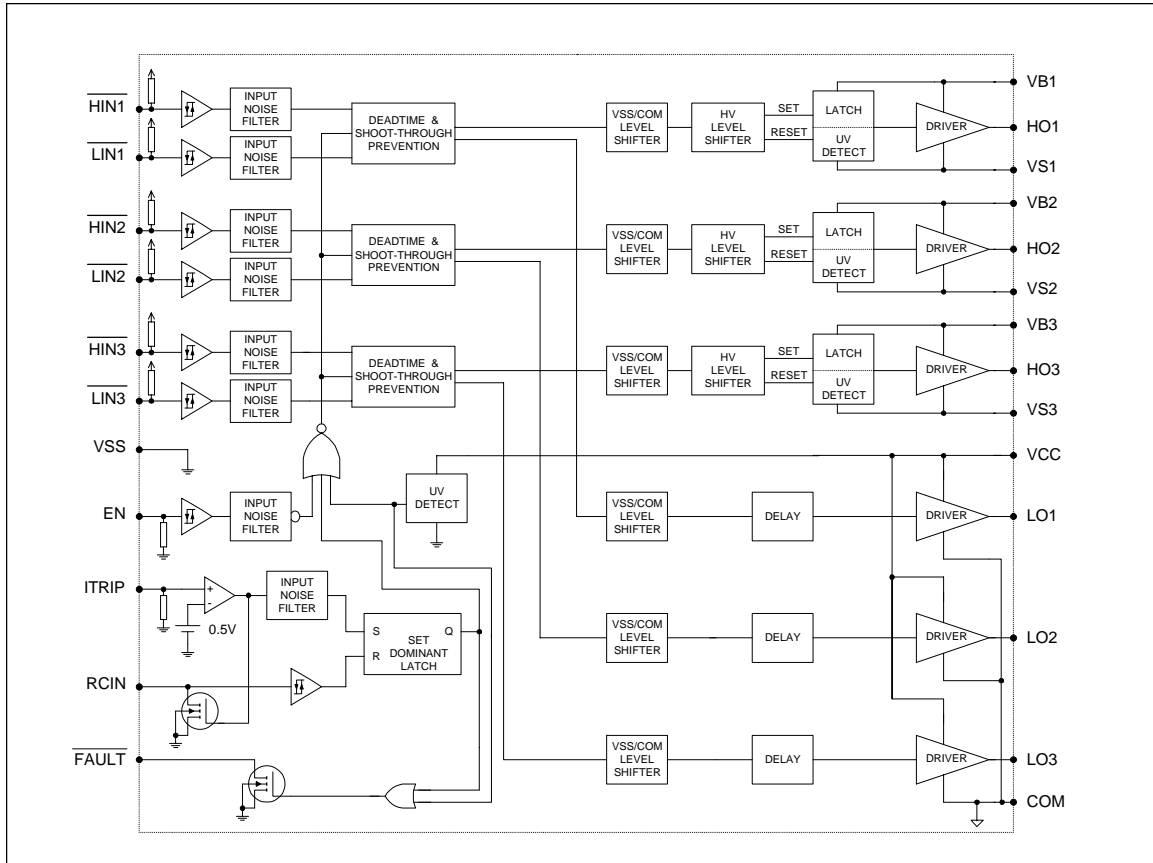 HIN1
INPUT
NOISE
FILTER
LIN1
INPUT
NOISE
FILTER
DEADTIME &
SHOOT-THROUGH
PREVENTION
VSS/COM
LEVEL
SHIFTER
HV
LEVEL
SHIFTER
SET
RESET
LATCH
UV
DETECT
DRIVER
VB1
HO1
VS1
HIN2
INPUT
NOISE
FILTER
LIN2
INPUT
NOISE
FILTER
DEADTIME &
SHOOT-THROUGH
PREVENTION
VSS/COM
LEVEL
SHIFTER
HV
LEVEL
SHIFTER
SET
RESET
LATCH
UV
DETECT
DRIVER
VB2
HO2
VS2
HIN3
INPUT
NOISE
FILTER
LIN3
INPUT
NOISE
FILTER
DEADTIME &
SHOOT-THROUGH
PREVENTION
VSS/COM
LEVEL
SHIFTER
HV
LEVEL
SHIFTER
SET
RESET
LATCH
UV
DETECT
DRIVER
VB3
HO3
VS3
VSS
VCC
EN
INPUT
NOISE
FILTER
UV
DETECT
VSS/COM
LEVEL
SHIFTER
DELAY
DRIVER
LO1
ITRIP
+
-
0.5V
INPUT
NOISE
FILTER
S
R
Q
SET
DOMINANT
LATCH
VSS/COM
LEVEL
SHIFTER
DELAY
DRIVER
LO2
RCIN
FAULT
VSS/COM
LEVEL
SHIFTER
DELAY
DRIVER
LO3
COM